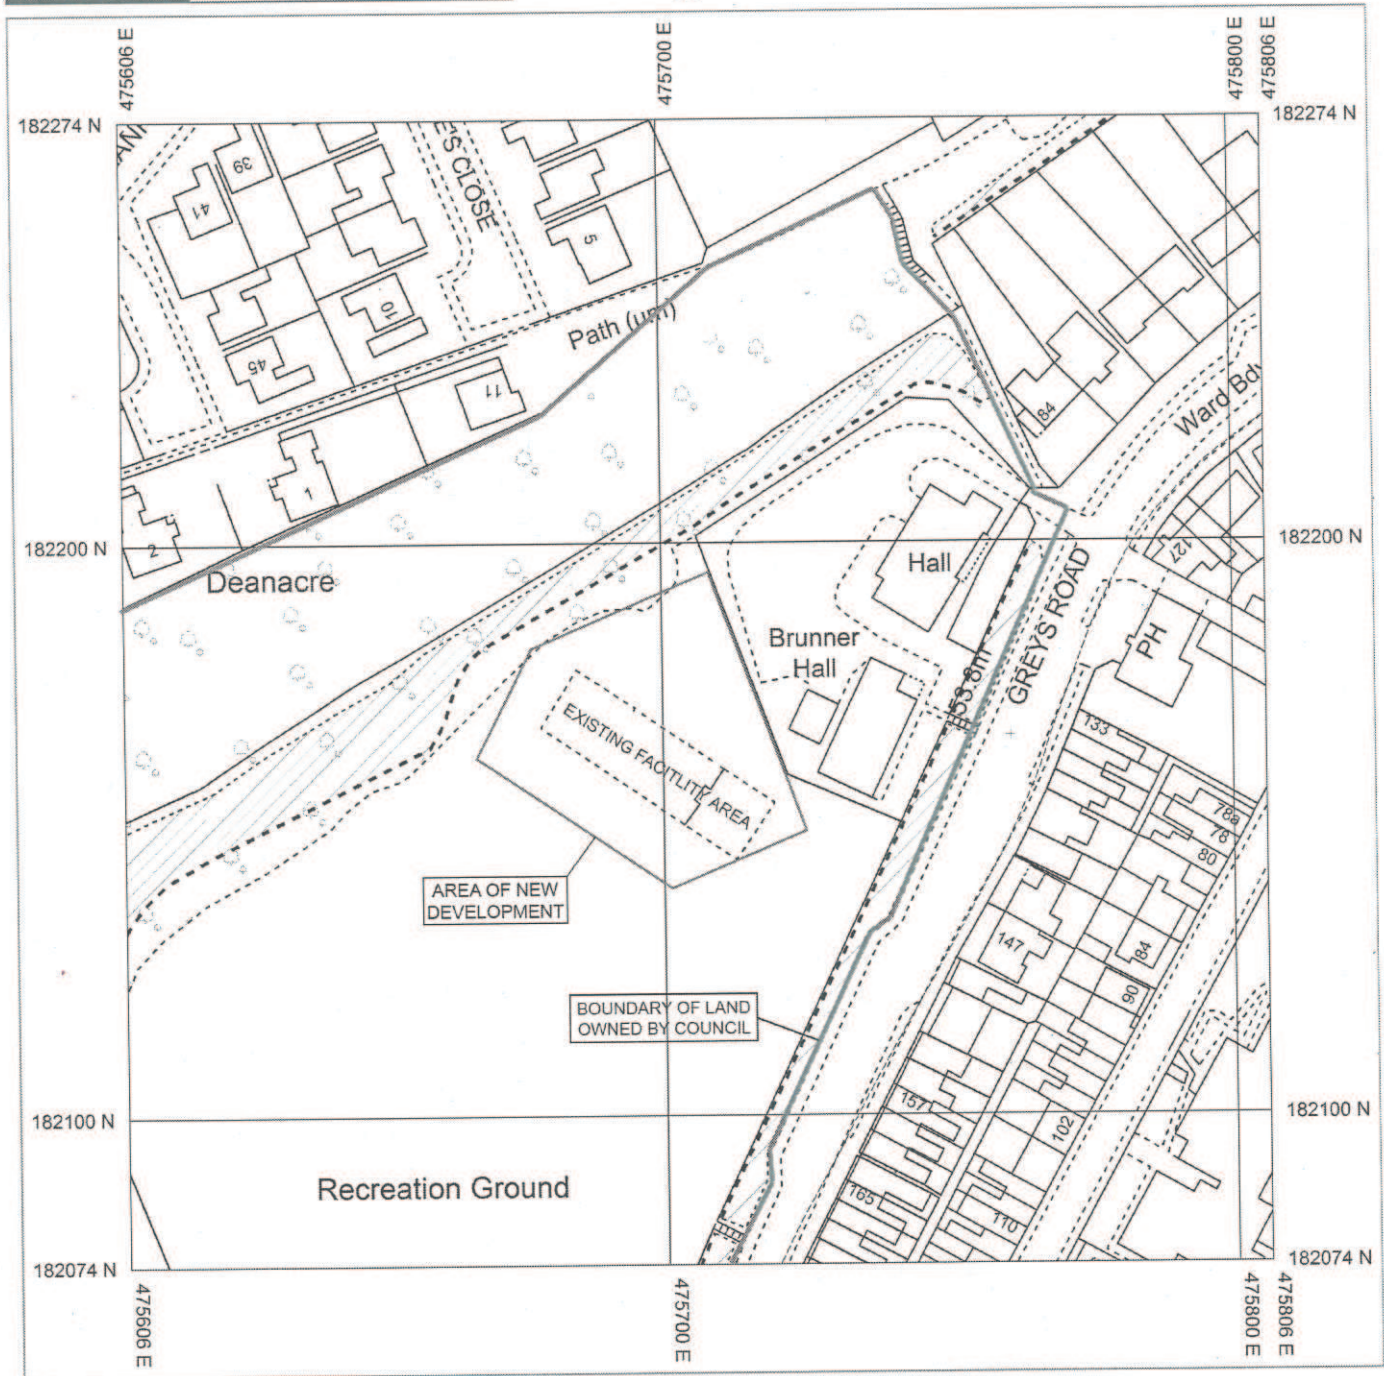 475606 E
475700 E
475800 E
475806 E
182274 N
182274 N
39
41
'S CLOSE
5
10
45
Path (um)
11
1
2
84
Ward Bdy
182200 N
182200 N
Deanacre
Hall
127
Brunner
Hall
53.8m
GREYS ROAD
PH
EXISTING FACITLITY AREA
133
78a
78
80
AREA OF NEW
DEVELOPMENT
147
84
90
BOUNDARY OF LAND
OWNED BY COUNCIL
157
102
182100 N
182100 N
Recreation Ground
165
110
182074 N
182074 N
475606 E
475700 E
475800 E
475806 E